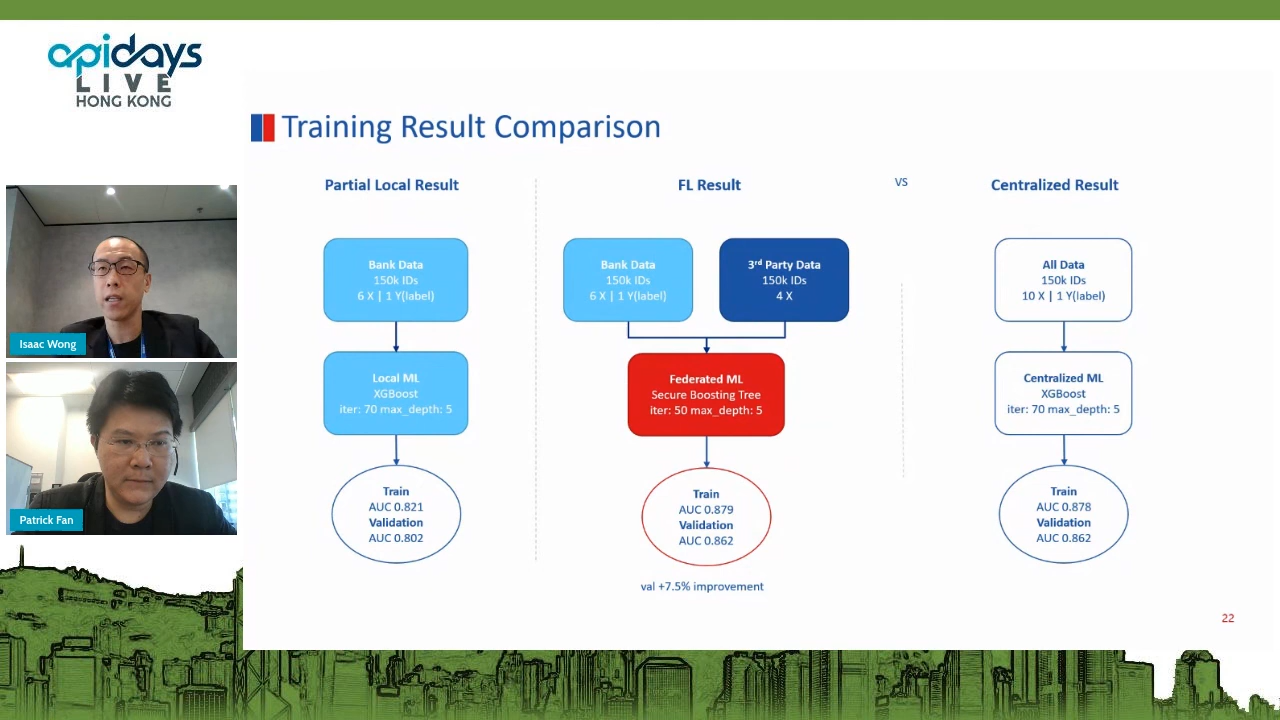 apidays
LIVE
HONG KONG
Training Result Comparison
Partial Local Result
FL Result
VS
Centralized Result
Bank Data
150k IDs
6 X | 1 Y(label)
Bank Data
150k IDs
6 X | 1 Y(label)
3rd Party Data
150k IDs
4 X
All Data
150k IDs
10 X | 1 Y(label)
Local ML
XGBoost
iter: 70 max_depth: 5
Federated ML
Secure Boosting Tree
iter: 50 max_depth: 5
Centralized ML
XGBoost
iter: 70 max_depth: 5
Train
AUC 0.821
Validation
AUC 0.802
Train
AUC 0.879
Validation
AUC 0.862
Train
AUC 0.878
Validation
AUC 0.862
val +7.5% improvement
22
Isaac Wong
Patrick Fan